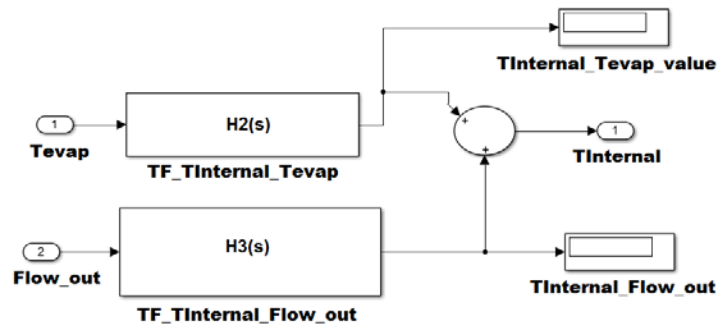 TInternal_Tevap_value
1
H2(s)
+
+
1
Tevap
TF_TInternal_Tevap
TInternal
2
H3(s)
Flow_out
TF_TInternal_Flow_out
TInternal_Flow_out